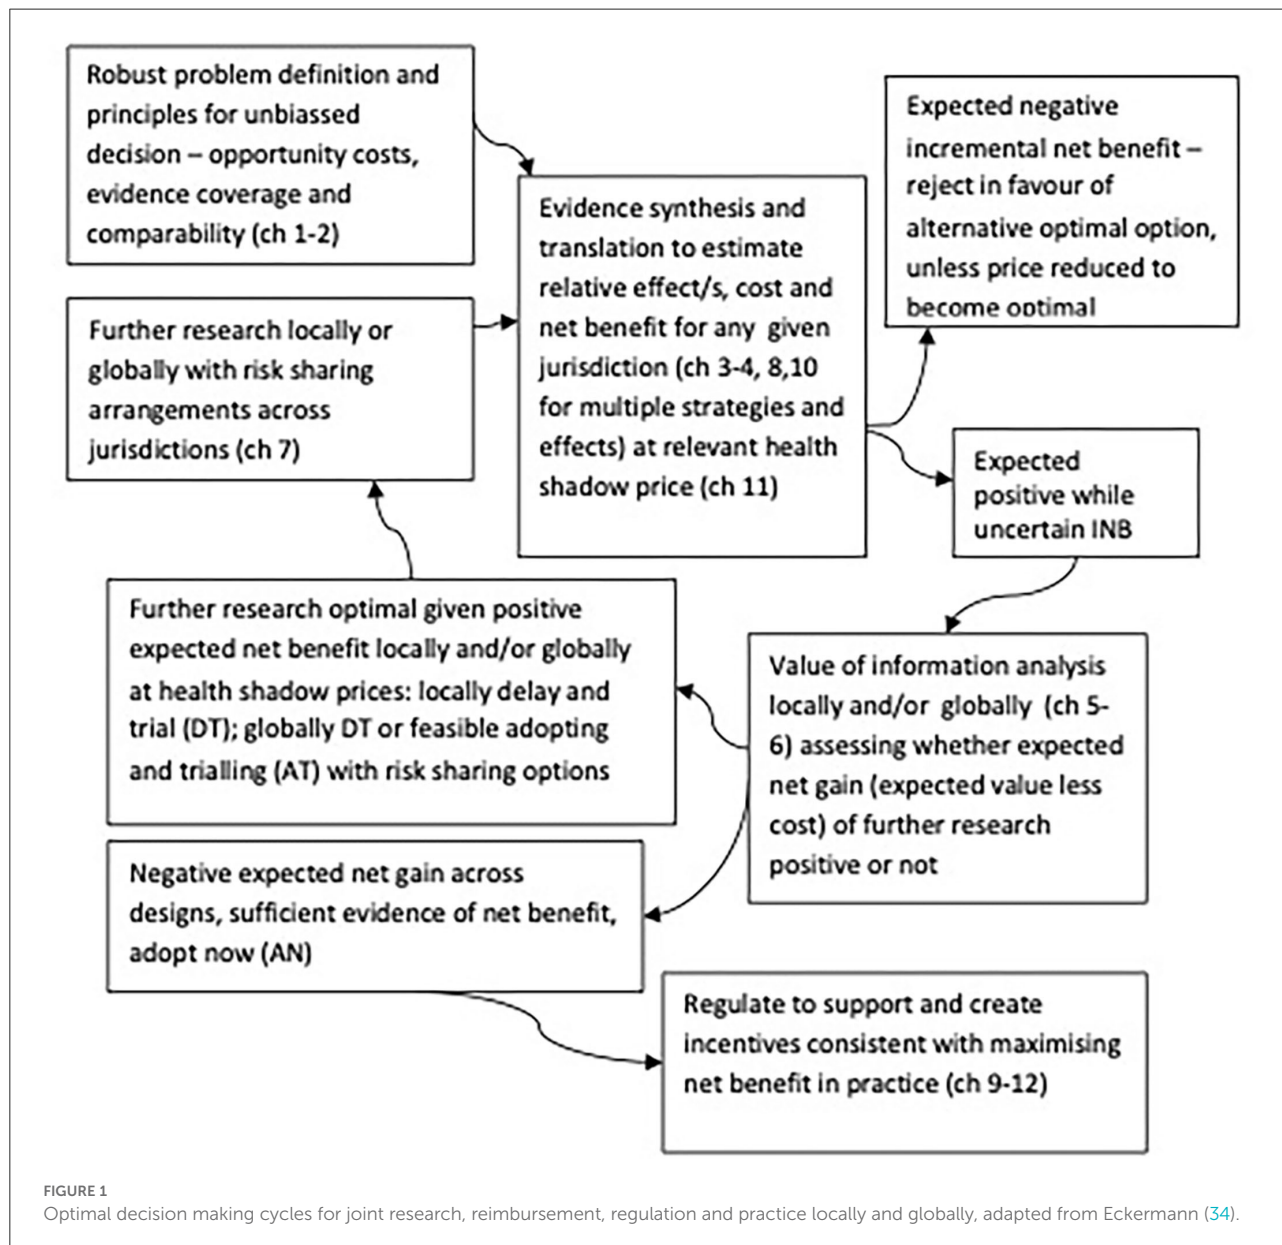 Robust problem definition and
principles for unbiassed
decision – opportunity costs,
evidence coverage and
comparability (ch 1-2)
Further research locally or
globally with risk sharing
arrangements across
jurisdictions (ch 7)
Evidence synthesis and
translation to estimate
relative effect/s, cost and
net benefit for any given
jurisdiction (ch 3-4, 8,10
for multiple strategies and
effects) at relevant health
shadow price (ch 11)
Expected negative
incremental net benefit –
reject in favour of
alternative optimal option,
unless price reduced to
become optimal
Expected
positive while
uncertain INB
Further research optimal given positive
expected net benefit locally and/or globally
at health shadow prices: locally delay and
trial (DT); globally DT or feasible adopting
and trialling (AT) with risk sharing options
Value of information analysis
locally and/or globally (ch 5-
6) assessing whether expected
net gain (expected value less
cost) of further research
positive or not
Negative expected net gain across
designs, sufficient evidence of net benefit,
adopt now (AN)
Regulate to support and create
incentives consistent with maximising
net benefit in practice (ch 9-12)
FIGURE 1
Optimal decision making cycles for joint research, reimbursement, regulation and practice locally and globally, adapted from Eckermann (34).